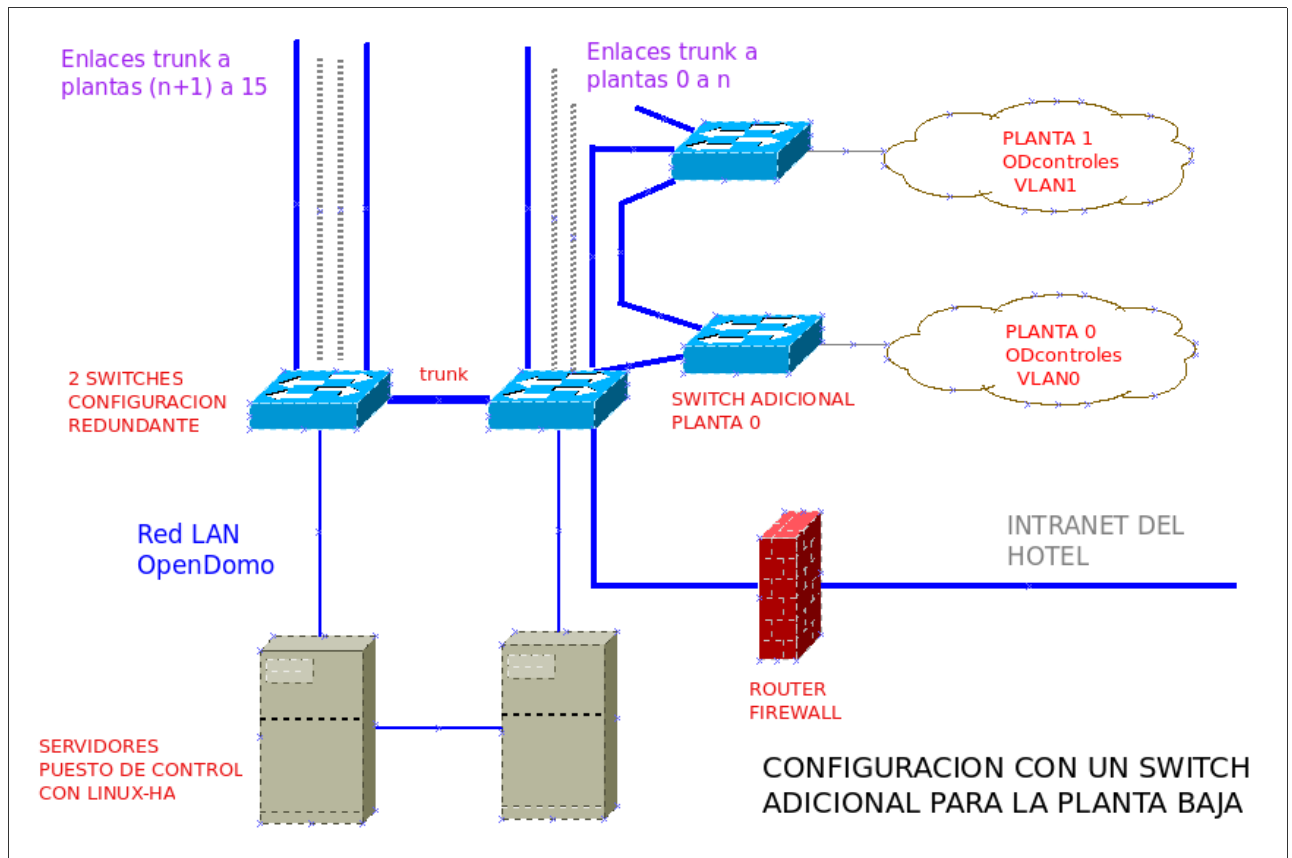 Enlaces trunk a
plantas (n+1) a 15
Enlaces trunk a
plantas 0 a n
PLANTA 1
ODcontroles
VLAN1
PLANTA 0
ODcontroles
VLAN0
2 SWITCHES
CONFIGURACION
REDUNDANTE
trunk
SWITCH ADICIONAL
PLANTA 0
Red LAN
OpenDomo
INTRANET DEL
HOTEL
ROUTER
FIREWALL
SERVIDORES
PUESTO DE CONTROL
CON LINUX-HA
CONFIGURACION CON UN SWITCH
ADICIONAL PARA LA PLANTA BAJA